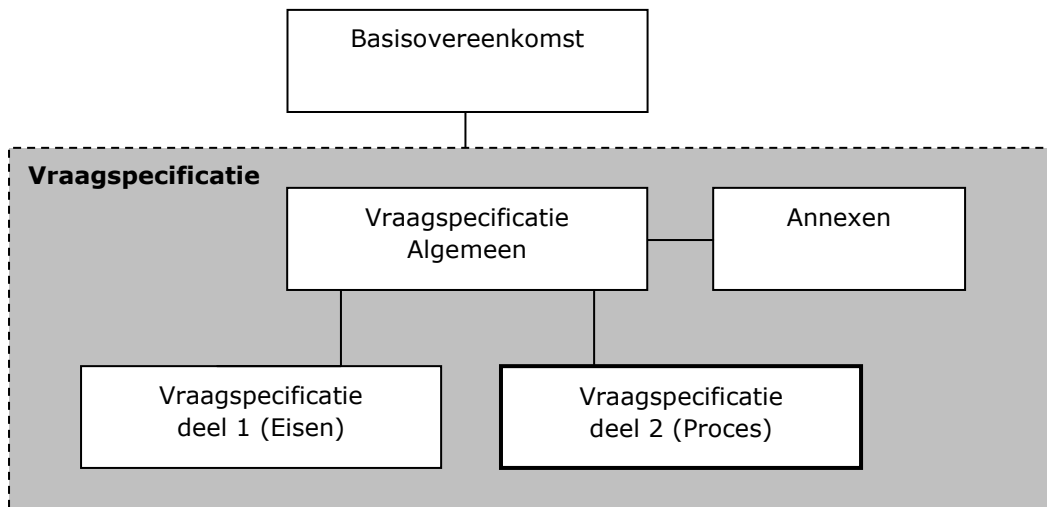 Basisovereenkomst
Vraagspecificatie
Vraagspecificatie
Algemeen
Annexen
Vraagspecificatie
deel 1 (Eisen)
Vraagspecificatie
deel 2 (Proces)